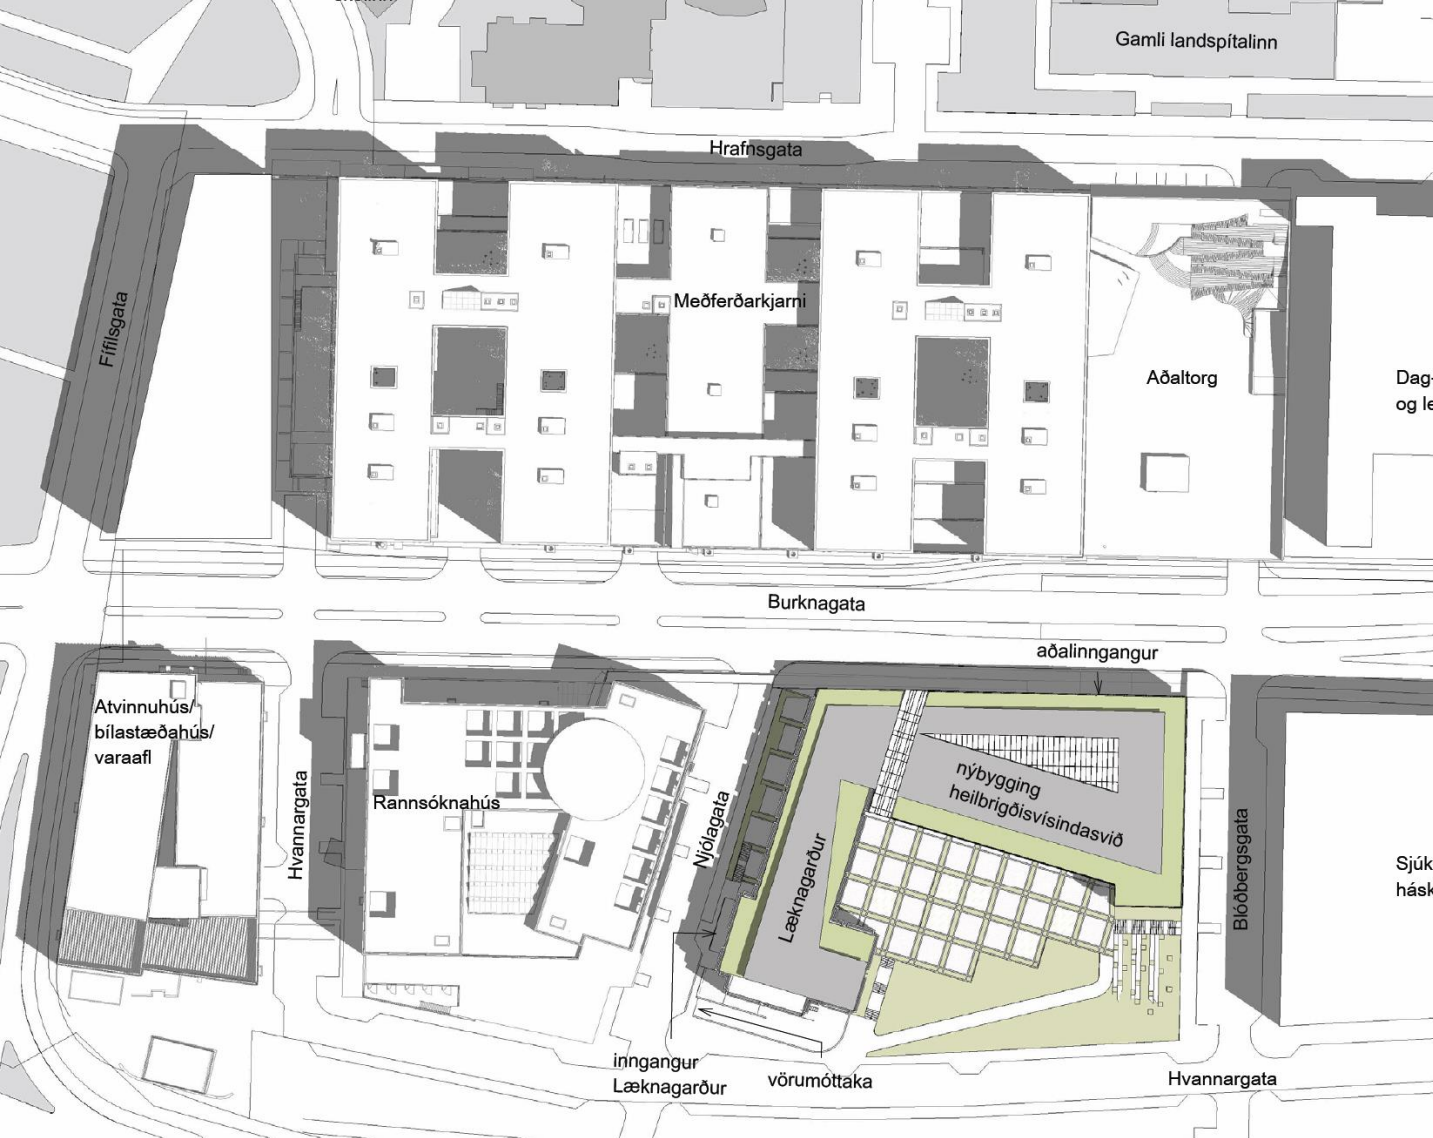 Gamli landspítalinn
Hrafnsgata
Meðferðarkjarni
Fífilsgata
Aðaltorg
Dag-
og le
Burknagata
aðalinngangur
Atvinnuhús/
bílastæðahús/
varaafl
Hvannargata
Rannsóknahús
Njólagata
Læknagarður
nýbygging
heilbrigðisvísindasvið
Blóðbergsgata
Sjúk
hásk
inngangur
Læknagarður
vörumóttaka
Hvannargata